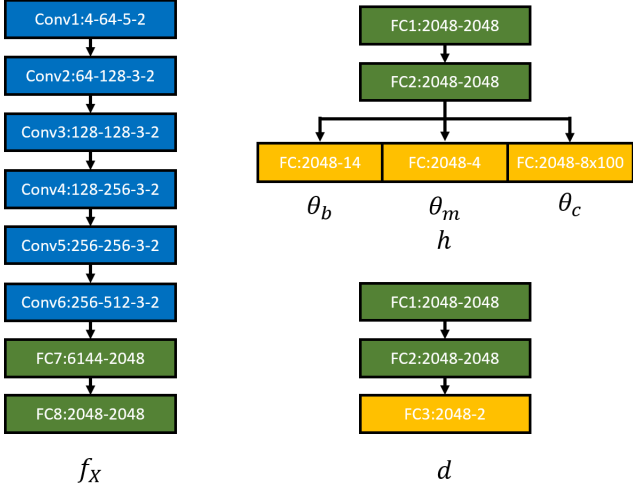 Conv1:4-64-5-2
Conv2:64-128-3-2
Conv3:128-128-3-2
Conv4:128-256-3-2
Conv5:256-256-3-2
Conv6:256-512-3-2
FC7:6144-2048
FC8:2048-2048
f_X
FC1:2048-2048
FC2:2048-2048
FC:2048-14 FC:2048-4 FC:2048-8x100
θ_b θ_m θ_c
h
FC1:2048-2048
FC2:2048-2048
FC3:2048-2
d